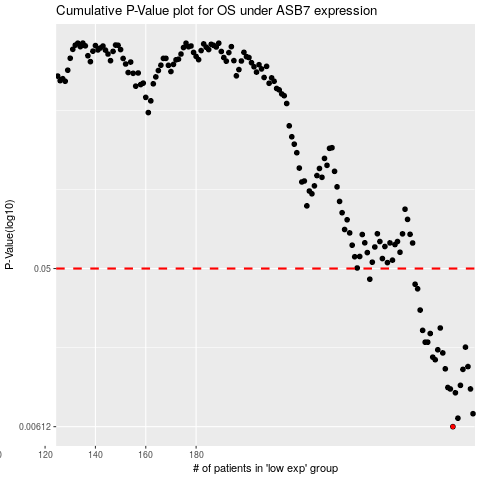 Cumulative P-Value plot for OS under ASB7 expression
P-Value(log10)
0.05
0.00612
0 120 140 160 180
# of patients in 'low exp' group